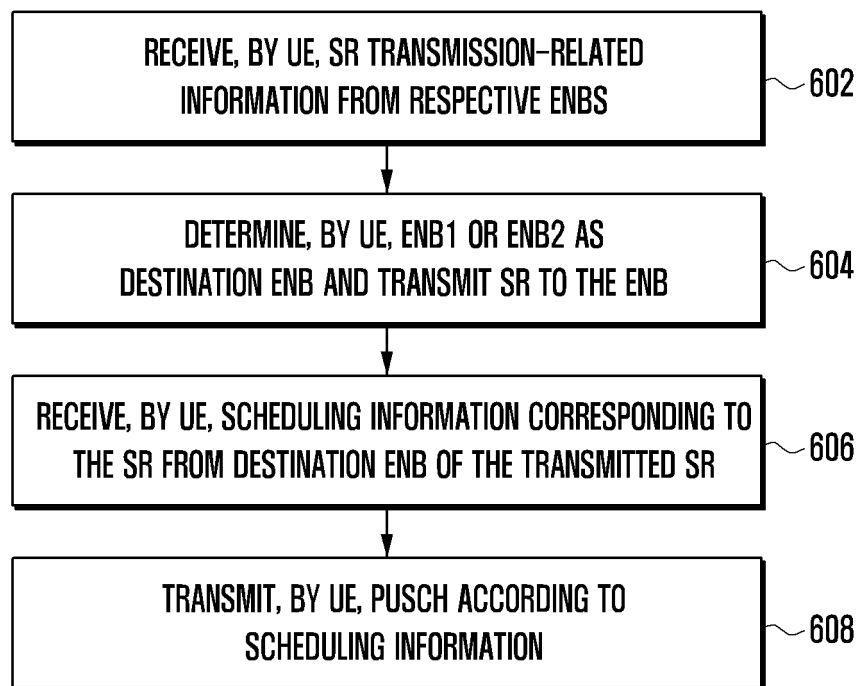 RECEIVE, BY UE, SR TRANSMISSION-RELATED
INFORMATION FROM RESPECTIVE ENBS
602
DETERMINE, BY UE, ENB1 OR ENB2 AS
DESTINATION ENB AND TRANSMIT SR TO THE ENB
604
RECEIVE, BY UE, SCHEDULING INFORMATION CORRESPONDING TO
THE SR FROM DESTINATION ENB OF THE TRANSMITTED SR
606
TRANSMIT, BY UE, PUSCH ACCORDING TO
SCHEDULING INFORMATION
608